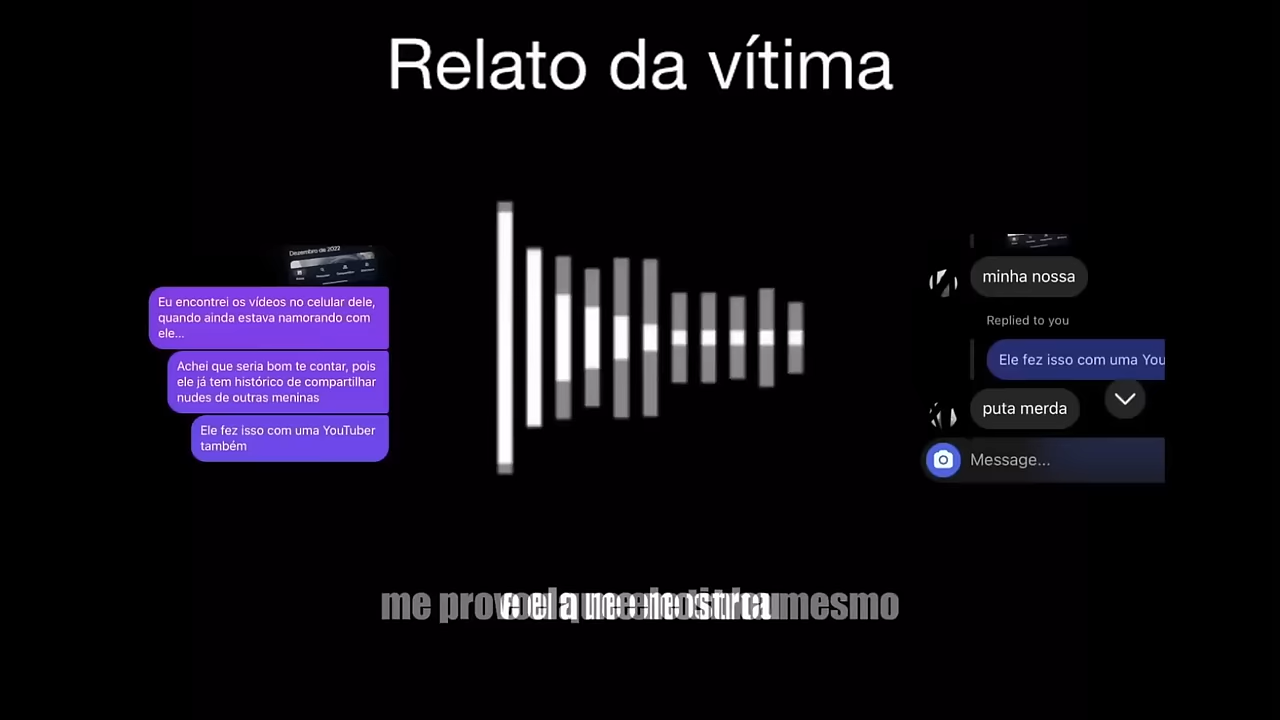 Relato da vítima
Dezembro de 2022
Eu encontrei os vídeos no celular dele,
quando ainda estava namorando com
ele...
Achei que seria bom te contar, pois
ele já tem histórico de compartilhar
nudes de outras meninas
Ele fez isso com uma YouTuber
também
minha nossa
Replied to you
Ele fez isso com uma You
puta merda
Message...
me mesmo